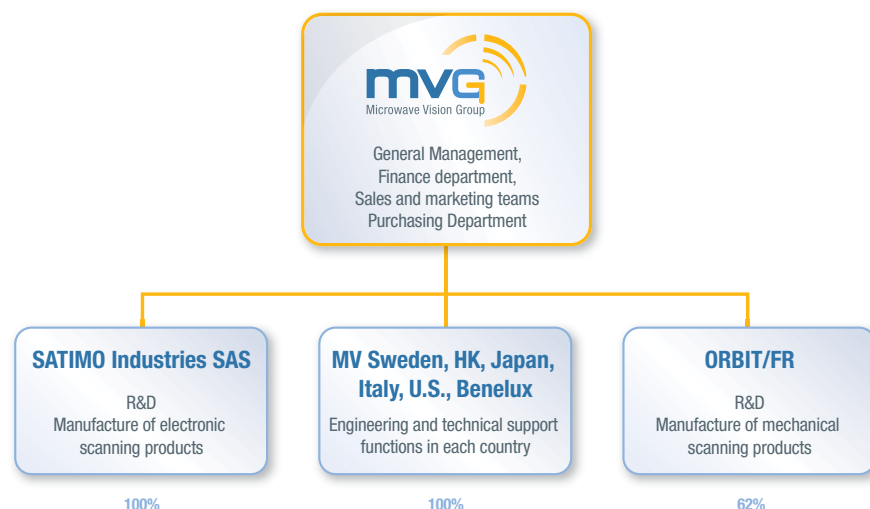 mvg
Microwave Vision Group
General Management,
Finance department,
Sales and marketing teams
Purchasing Department
SATIMO Industries SAS
R&D
Manufacture of electronic
scanning products
100%
MV Sweden, HK, Japan,
Italy, U.S., Benelux
Engineering and technical support
functions in each country
100%
ORBIT/FR
R&D
Manufacture of mechanical
scanning products
62%